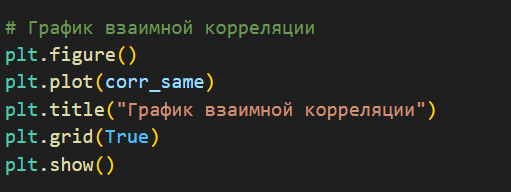 # График взаимной корреляции
plt.figure()
plt.plot(corr_same)
plt.title("График взаимной корреляции")
plt.grid(True)
plt.show()